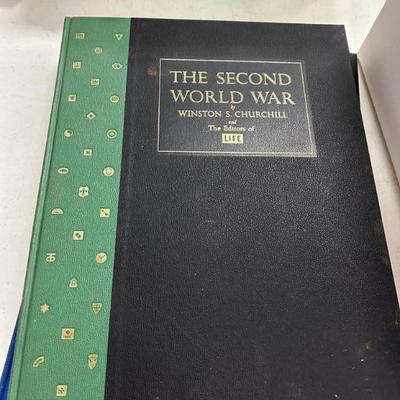 THE SECOND
WORLD WAR
by
WINSTON S. CHURCHILL
and
The Editors of
LIFE